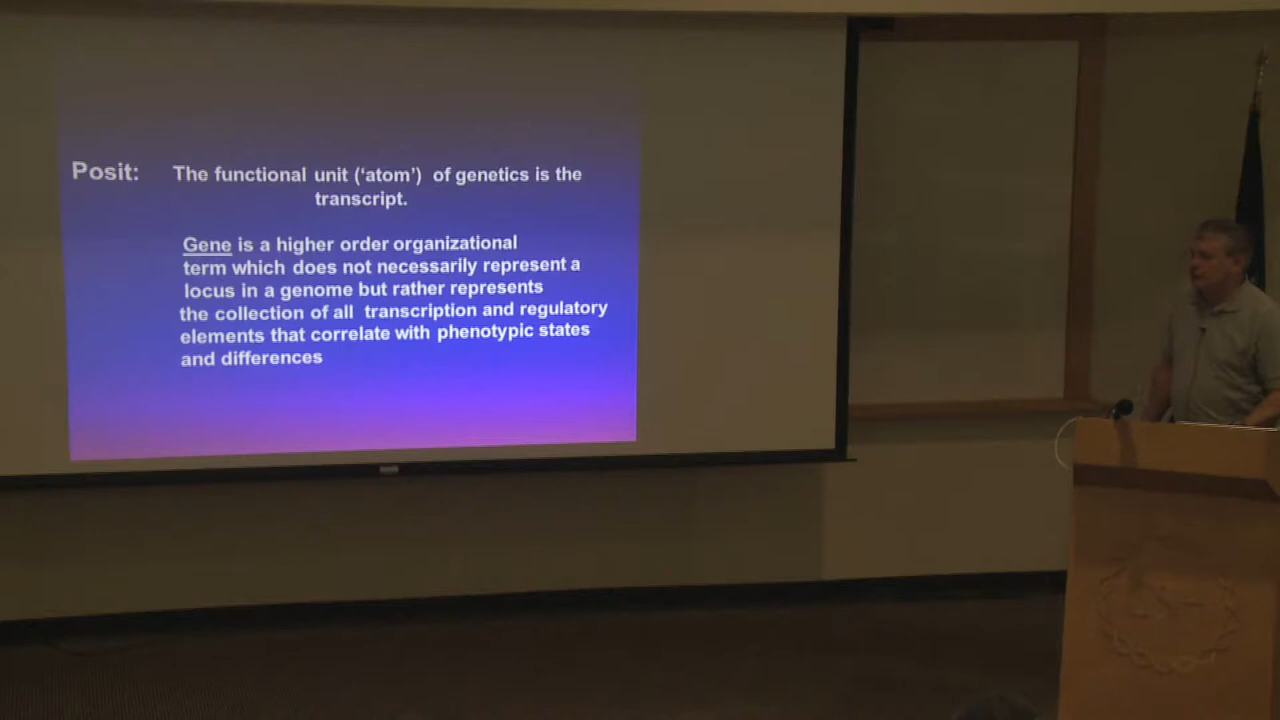 Posit: The functional unit (‘atom’) of genetics is the
transcript.
Gene is a higher order organizational
term which does not necessarily represent a
locus in a genome but rather represents
the collection of all transcription and regulatory
elements that correlate with phenotypic states
and differences